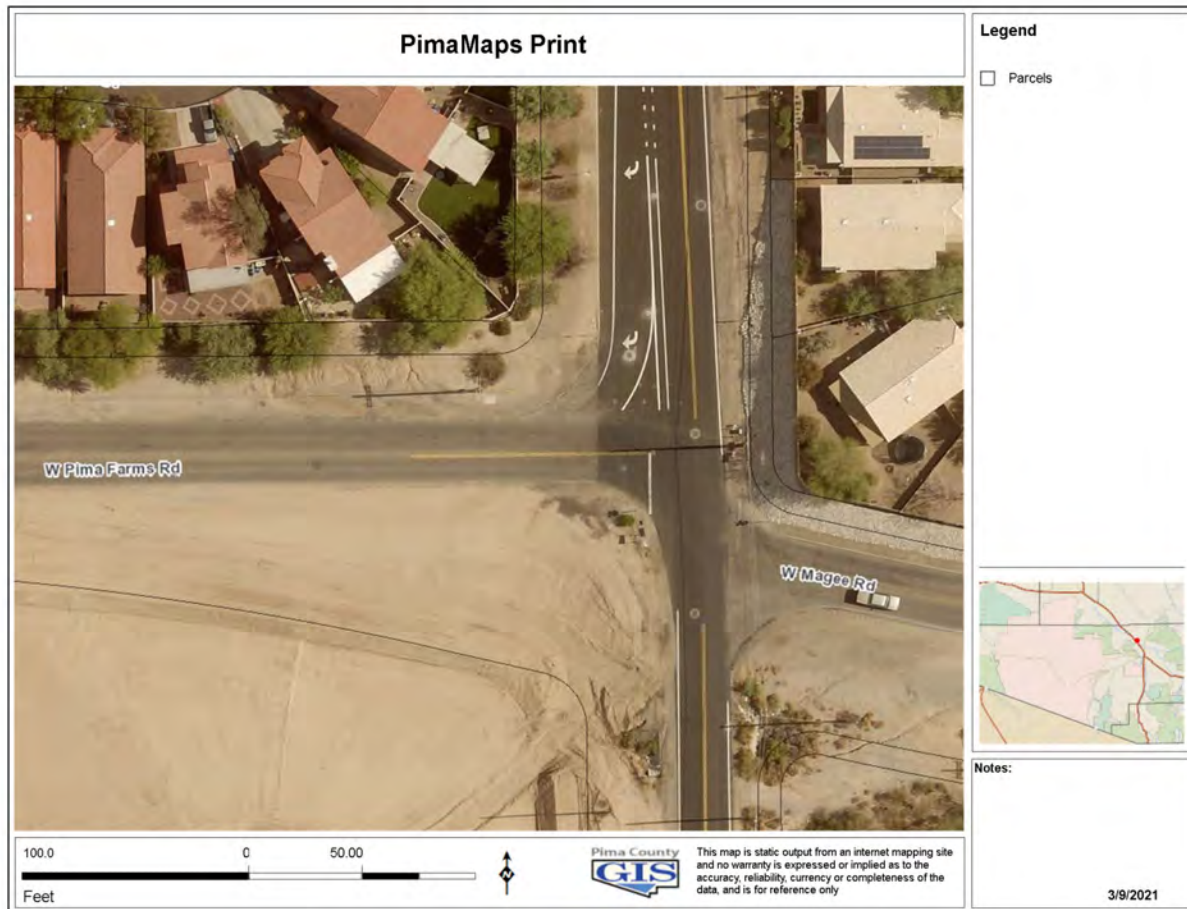 PimaMaps Print
Legend
Parcels
W Pima Farms Rd
W Magee Rd
Notes:
100.0 0 50.00
Feet
N
Pima County
GIS
This map is static output from an internet mapping site
and no warranty is expressed or implied as to the
accuracy, reliability, currency or completeness of the
data, and is for reference only
3/9/2021